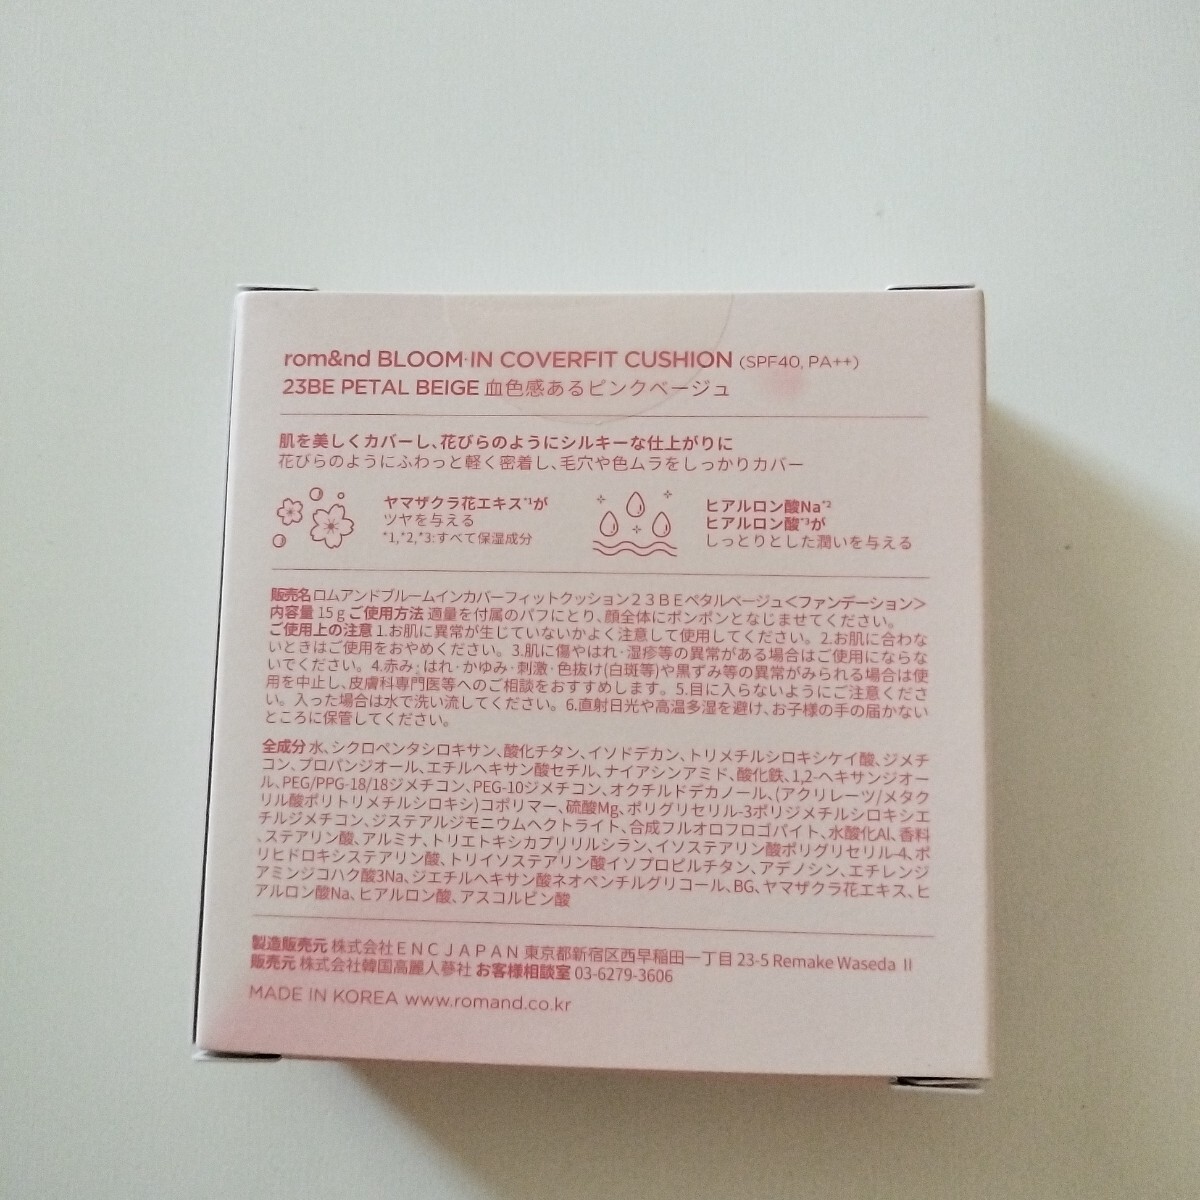 rom&nd BLOOM·IN COVERFIT CUSHION (SPF40, PA++)
23BE PETAL BEIGE 血色感あるピンクベージュ
肌を美しくカバーし、花びらのようにシルキーな仕上がりに
花びらのようにふわっと軽く密着し、毛穴や色ムラをしっかりカバー
ヤマザクラ花エキス*1が
ツヤを与える
*1,*2,*3:すべて保湿成分
ヒアルロン酸Na*2
ヒアルロン酸*3が
しっとりとした潤いを与える
販売名 ロムアンドブルームインカバーフィットクッション２３ＢＥペタルベージュ<ファンデーション>
内容量 15ｇ ご使用方法 適量を付属のパフにとり、顔全体にポンポンとなじませてください。
ご使用上の注意 1.お肌に異常が生じていないかよく注意して使用してください。2.お肌に合わな
いときはご使用をおやめください。3.肌に傷やはれ·湿疹等の異常がある場合はご使用にならな
いでください。4.赤み·はれ·かゆみ·刺激·色抜け(白斑等)や黒ずみ等の異常がみられる場合は使
用を中止し、皮膚科専門医等へのご相談をおすすめします。5.目に入らないようにご注意くださ
い。入った場合は水で洗い流してください。6.直射日光や高温多湿を避け、お子様の手の届かない
ところに保管してください。
全成分 水、シクロペンタシロキサン、酸化チタン、イソドデカン、トリメチルシロキシケイ酸、ジメチ
コン、プロパンジオール、エチルヘキサン酸セチル、ナイアシンアミド、酸化鉄、1,2-ヘキサンジオー
ル、PEG/PPG-18/18ジメチコン、PEG-10ジメチコン、オクチルドデカノール、(アクリレーツ/メタク
リル酸ポリトリメチルシロキシ)コポリマー、硫酸Mg、ポリグリセリル-3ポリジメチルシロキシエ
チルジメチコン、ジステアルジモニウムヘクトライト、合成フルオロフロゴパイト、水酸化Al、香料
、ステアリン酸、アルミナ、トリエトキシカプリリルシラン、イソステアリン酸ポリグリセリル-4、ポ
リヒドロキシステアリン酸、トリイソステアリン酸イソプロピルチタン、アデノシン、エチレンジ
アミンジコハク酸3Na、ジエチルヘキサン酸ネオペンチルグリコール、BG、ヤマザクラ花エキス、ヒ
アルロン酸Na、ヒアルロン酸、アスコルビン酸
製造販売元 株式会社ＥＮＣＪＡＰＡＮ 東京都新宿区西早稲田一丁目 23-5 Remake Waseda Ⅱ
販売元 株式会社韓国高麗人蔘社 お客様相談室 03-6279-3606
MADE IN KOREA www.romand.co.kr